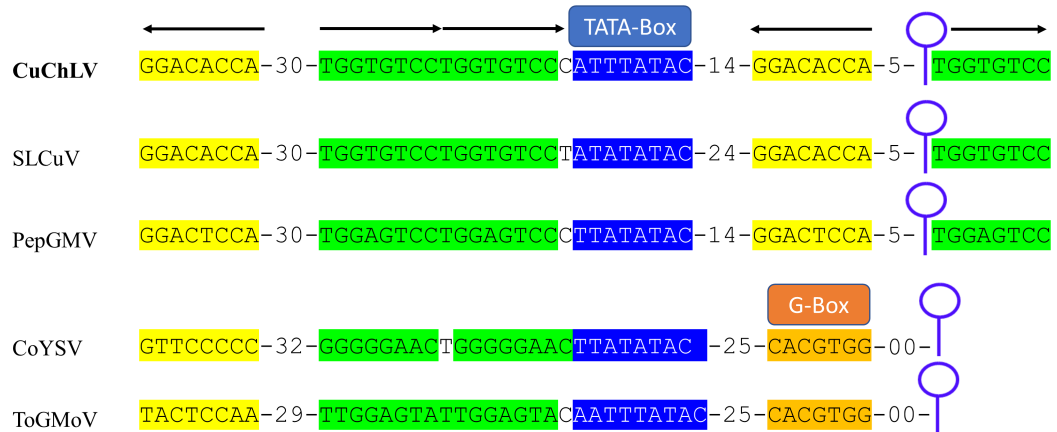 TATA-Box
CuChLV GGACACCA-30-TGGTGTCCTGGTGTCCCATTTATAC-14-GGACACCA-5- TGGTGTCC
SLCuV GGACACCA-30-TGGTGTCCTGGTGTCCTATATATAC-24-GGACACCA-5- TGGTGTCC
PepGMV GGACTCCA-30-TGGAGTCCTGGAGTCCCTTATATAC-14-GGACTCCA-5- TGGAGTCC
G-Box
CoYSV GTTCCCCC-32-GGGGGAACTGGGGGAACTTATATAC -25-CACGTGG-00-
ToGMoV TACTCCAA-29-TTGGAGTATTGGAGTACAATTTATAC-25-CACGTGG-00-